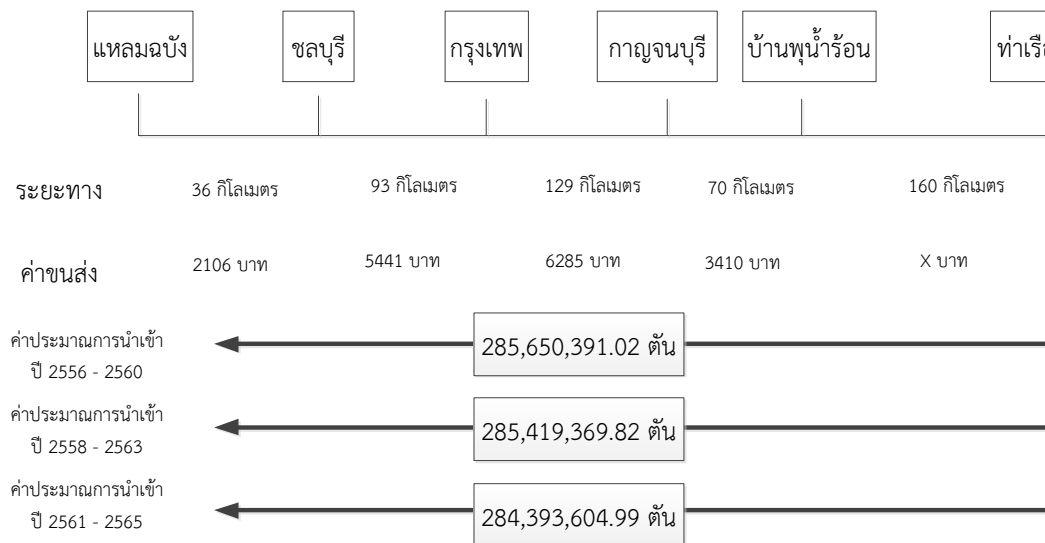 แหลมฉบัง ชลบุรี กรุงเทพ กาญจนบุรี บ้านพุน้ำร้อน
ระยะทาง 36 กิโลเมตร 93 กิโลเมตร 129 กิโลเมตร 70 กิโลเมตร 160 กิโลเมตร
ค่าขนส่ง 2106 บาท 5441 บาท 6285 บาท 3410 บาท X บาท
ค่าประมาณการนำเข้า
ปี 2556 - 2560
285,650,391.02 ตัน
ค่าประมาณการนำเข้า
ปี 2558 - 2563
285,419,369.82 ตัน
ค่าประมาณการนำเข้า
ปี 2561 - 2565
284,393,604.99 ตัน